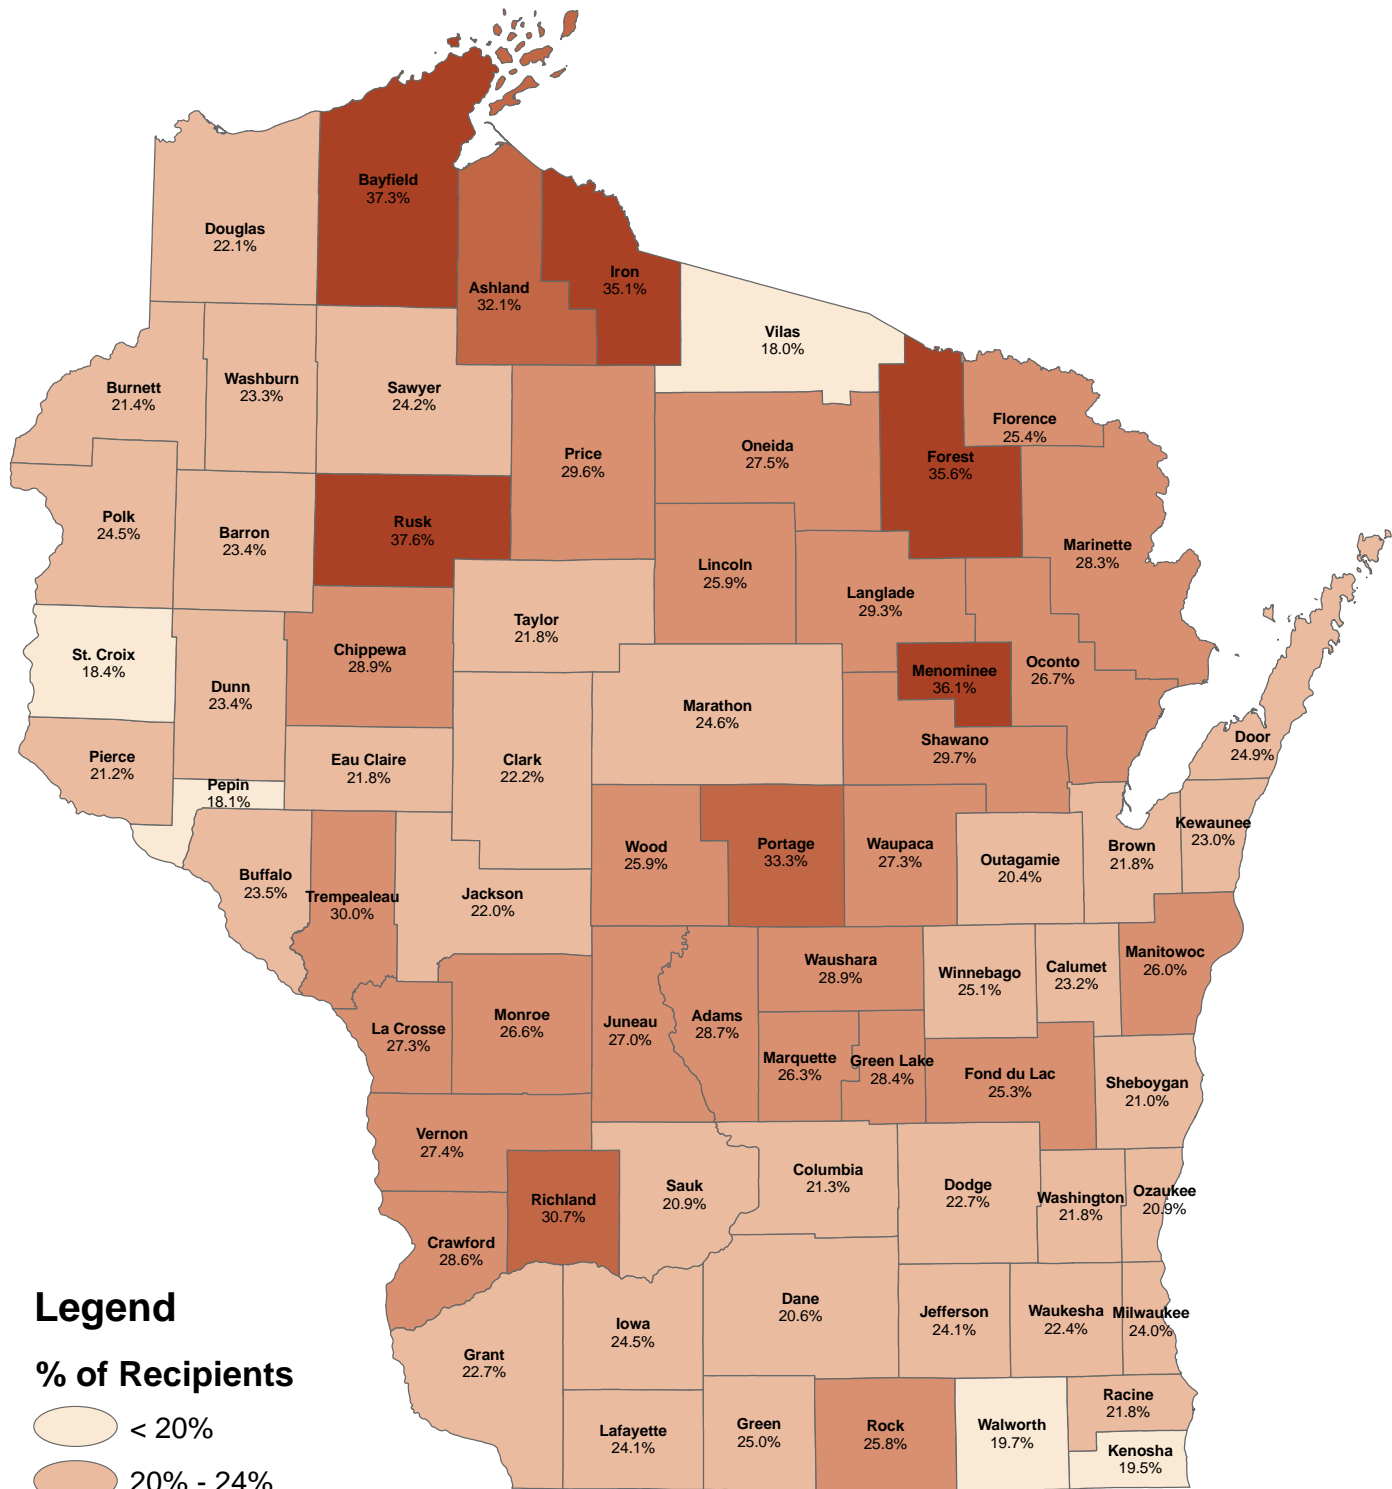 Bayfield
37.3%
Douglas
22.1%
Ashland
32.1%
Iron
35.1%
Vilas
18.0%
Burnett
21.4%
Washburn
23.3%
Sawyer
24.2%
Price
29.6%
Oneida
27.5%
Forest
35.6%
Florence
25.4%
Polk
24.5%
Barron
23.4%
Rusk
37.6%
Lincoln
25.9%
Langlade
29.3%
Marinette
28.3%
St. Croix
18.4%
Dunn
23.4%
Chippewa
28.9%
Taylor
21.8%
Marathon
24.6%
Menominee
36.1%
Oconto
26.7%
Pierce
21.2%
Pepin
18.1%
Eau Claire
21.8%
Clark
22.2%
Shawano
29.7%
Door
24.9%
Buffalo
23.5%
Trempealeau
30.0%
Jackson
22.0%
Wood
25.9%
Portage
33.3%
Waupaca
27.3%
Outagamie
20.4%
Brown
21.8%
Kewaunee
23.0%
La Crosse
27.3%
Monroe
26.6%
Juneau
27.0%
Adams
28.7%
Waushara
28.9%
Winnebago
25.1%
Calumet
23.2%
Manitowoc
26.0%
Marquette
26.3%
Green Lake
28.4%
Fond du Lac
25.3%
Sheboygan
21.0%
Vernon
27.4%
Richland
30.7%
Sauk
20.9%
Columbia
21.3%
Dodge
22.7%
Washington
21.8%
Ozaukee
20.9%
Crawford
28.6%
Grant
22.7%
Iowa
24.5%
Dane
20.6%
Jefferson
24.1%
Waukesha
22.4%
Milwaukee
24.0%
Lafayette
24.1%
Green
25.0%
Rock
25.8%
Walworth
19.7%
Racine
21.8%
Kenosha
19.5%
Legend
% of Recipients
< 20%
20% - 24%